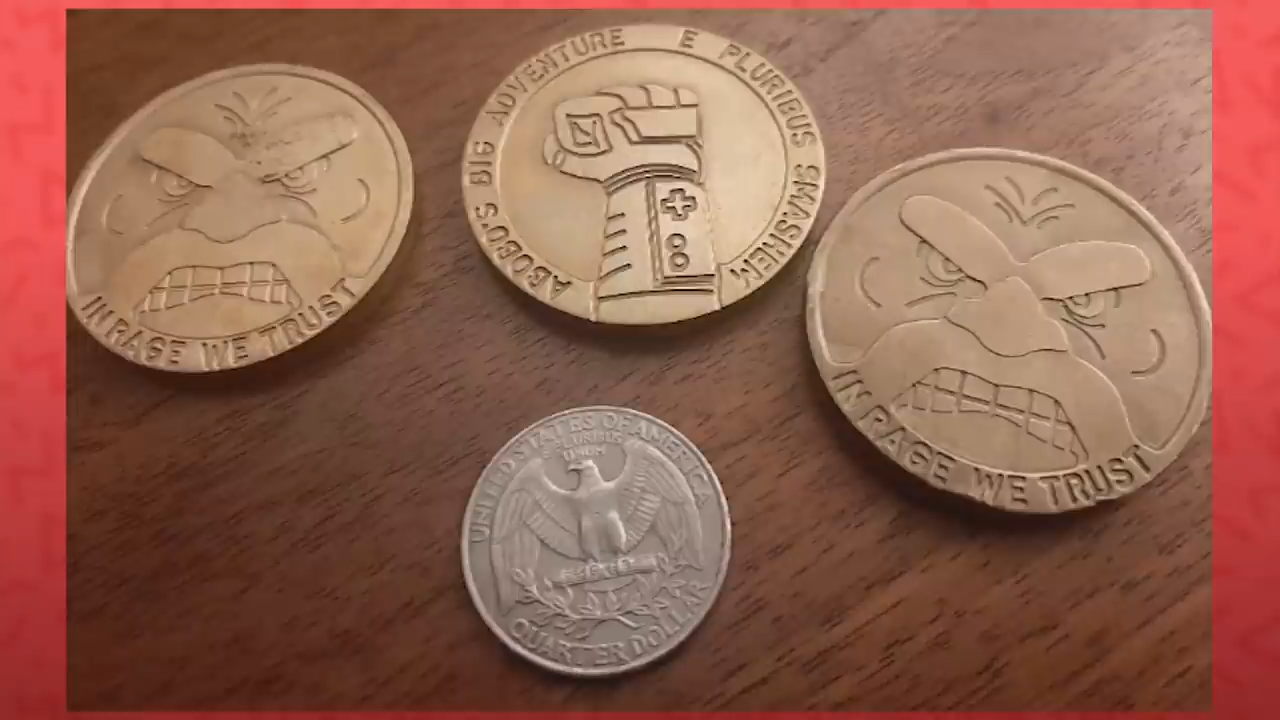 IN RAGE WE TRUST
ABOBO'S BIG ADVENTURE
E PLURIBUS SMASHEM
IN RAGE WE TRUST
UNITED STATES OF AMERICA
E PLURIBUS
UNUM
QUARTER DOLLAR